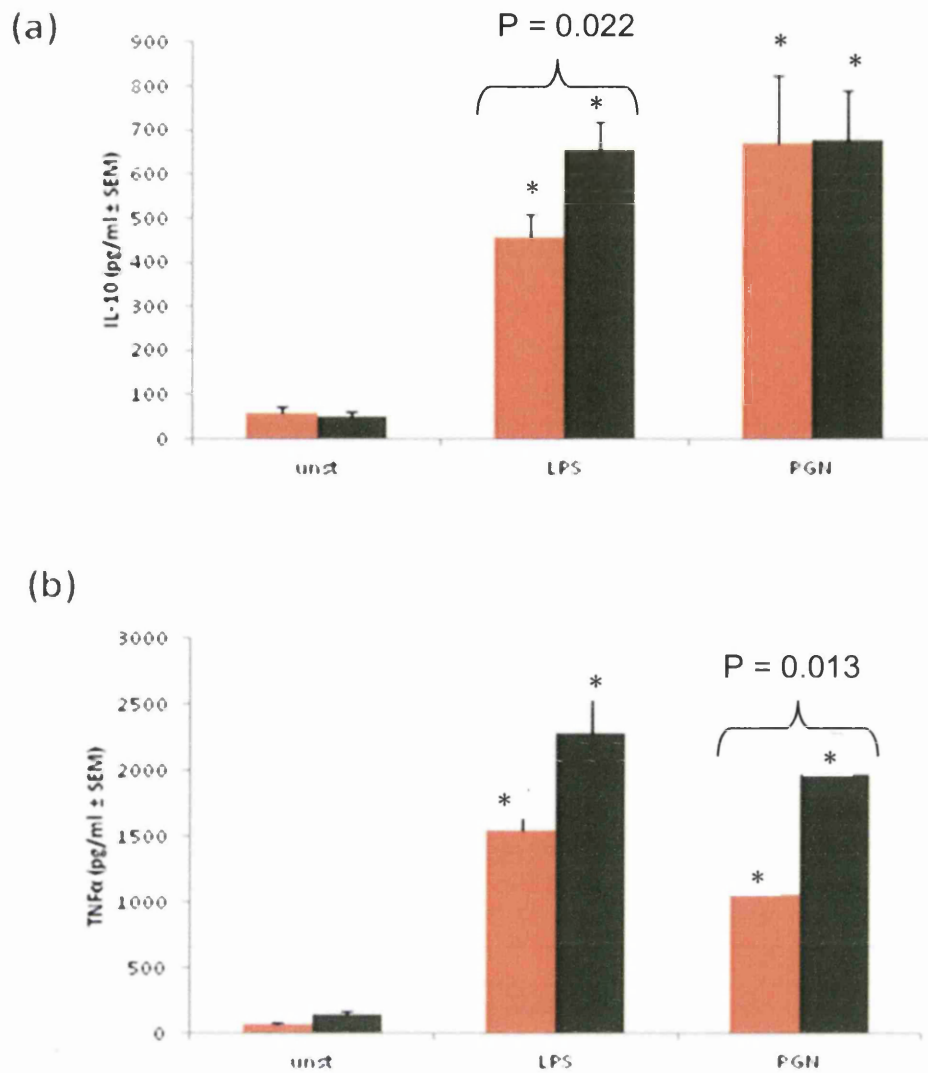 (a)
P = 0.022
IL-10 (pg/ml ± SEM)
900
800
700
600
500
400
300
200
100
0
*
*
*
*
unst
LPS
PGN
(b)
P = 0.013
TNFα (pg/ml ± SEM)
3000
2500
2000
1500
1000
500
0
*
*
*
*
unst
LPS
PGN